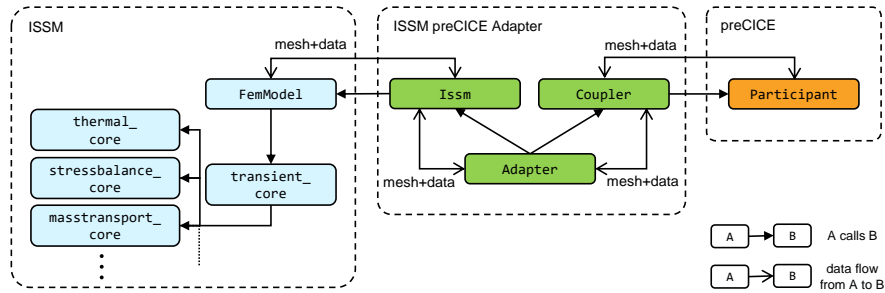 ISSM
ISSM preCICE Adapter
preCICE
mesh+data
mesh+data
FemModel
Issm
Coupler
Participant
thermal_
core
stressbalance_
core
transient_
core
Adapter
mesh+data
mesh+data
masstransport_
core
A
B
A calls B
A
B
data flow
from A to B